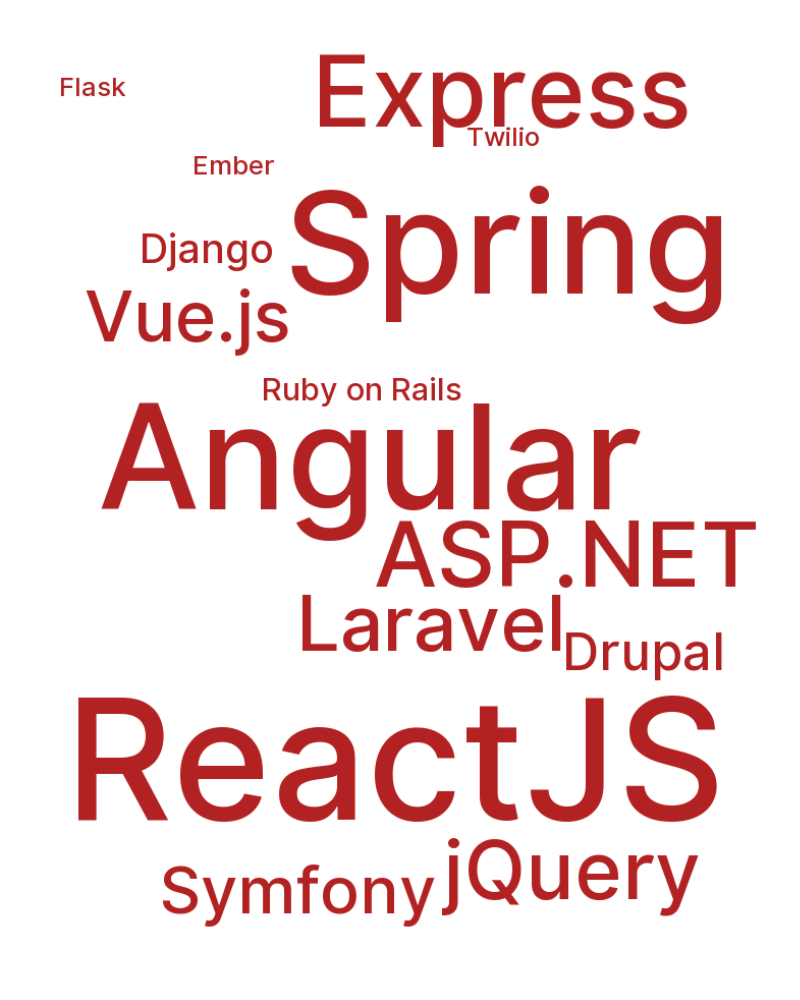 Express
Flask
Twilio
Ember
Spring
Django
Vue.js
Ruby on Rails
Angular
ASP.NET
Laravel
Drupal
ReactJS
jQuery
Symfony